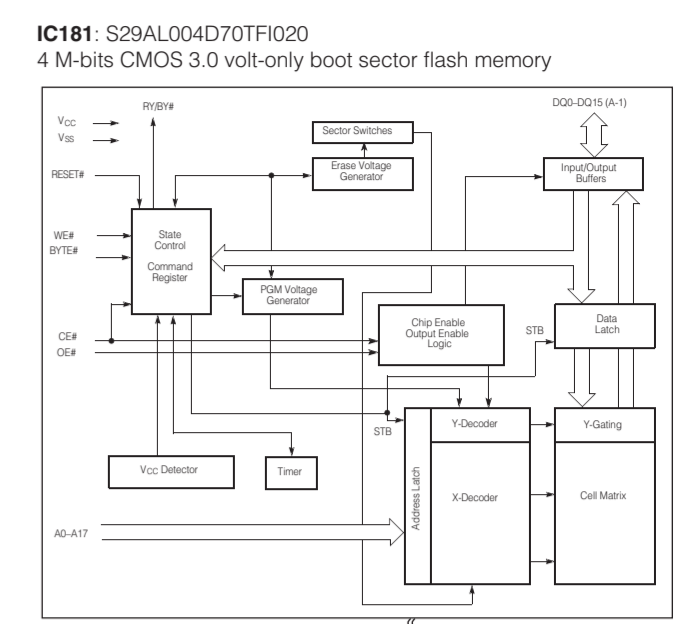 IC181: S29AL004D70TFI020
4 M-bits CMOS 3.0 volt-only boot sector flash memory
RY/BY#
DQ0–DQ15 (A-1)
VCC
VSS
Sector Switches
RESET#
Erase Voltage
Generator
Input/Output
Buffers
WE#
BYTE#
State
Control
Command
Register
PGM Voltage
Generator
CE#
OE#
Chip Enable
Output Enable
Logic
STB
Data
Latch
STB
Y-Decoder
Y-Gating
VCC Detector
Timer
Address Latch
X-Decoder
Cell Matrix
A0–A17